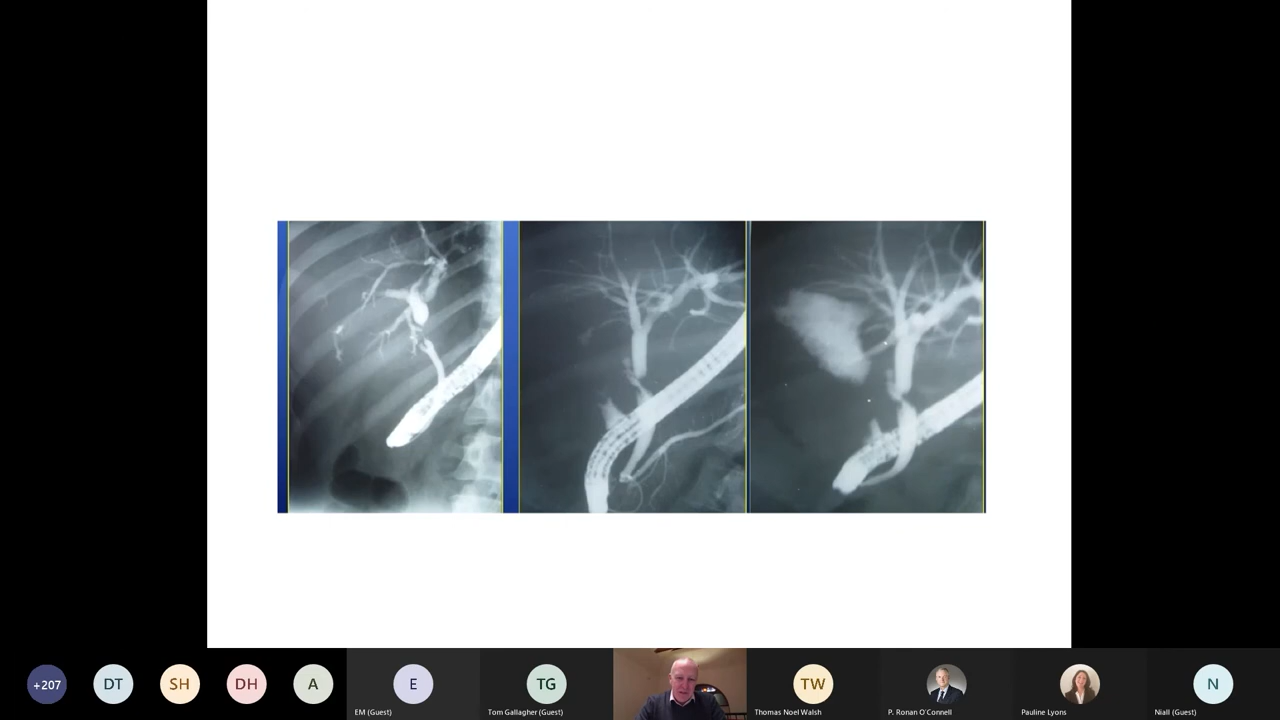 +207
DT
SH
DH
A
E
TG
TW
N
EM (Guest)
Tom Gallagher (Guest)
Thomas Noel Walsh
P. Ronan O'Connell
Pauline Lyons
Niall (Guest)